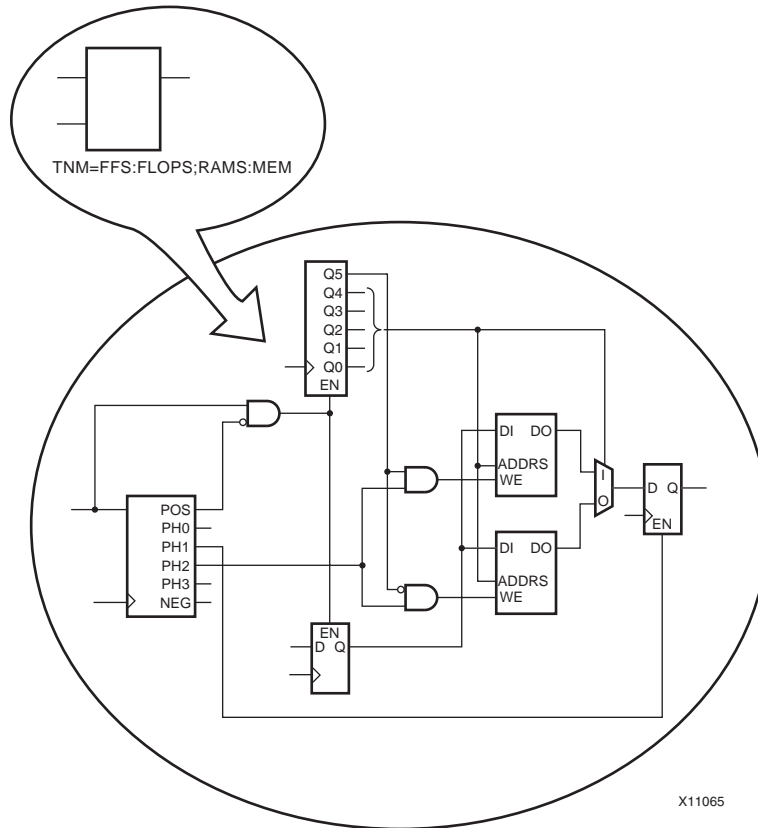 TNM=FFS:FLOPS;RAMS:MEM
Q5
Q4
Q3
Q2
Q1
Q0
EN
DI DO
ADDRS
WE
I
O
D Q
EN
POS
PH0
PH1
PH2
PH3
NEG
DI DO
ADDRS
WE
EN
D Q
X11065